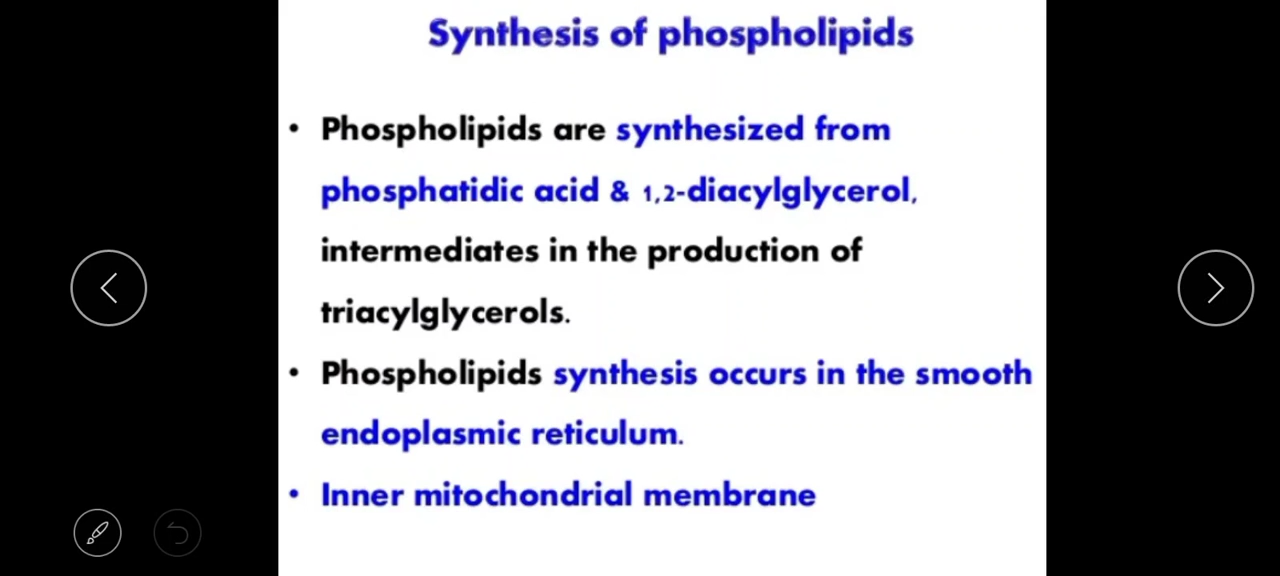 Synthesis of phospholipids
• Phospholipids are synthesized from
phosphatidic acid & 1,2-diacylglycerol,
intermediates in the production of
triacylglycerols.
• Phospholipids synthesis occurs in the smooth
endoplasmic reticulum.
• Inner mitochondrial membrane